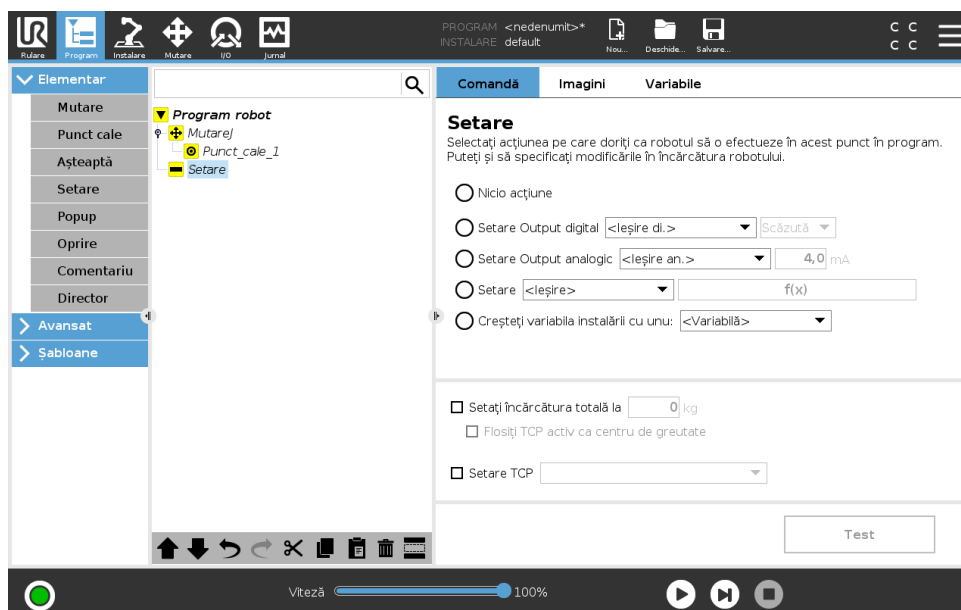 PROGRAM <nedenumit>*
INSTALARE default
Rulare Program Instalare Mutare I/O Jurnal Nou... Deschide... Salvare...
C C
C C
Elementar
Mutare
Punct cale
Așteaptă
Setare
Popup
Oprire
Comentariu
Director
Avansat
Șabloane
Program robot
MutareJ
Punct_cale_1
Setare
Comandă Imagini Variabile
Setare
Selectați acțiunea pe care doriți ca robotul să o efectueze în acest punct în program.
Puteți și să specificați modificările în încărcătura robotului.
Nicio acțiune
Setare Output digital <Ieșire di.> Scăzută
Setare Output analogic <Ieșire an.> 4,0 mA
Setare <Ieșire> f(x)
Creșteți variabila instalării cu unu: <Variabilă>
Setați încărcătura totală la 0 kg
Flosiți TCP activ ca centru de greutate
Setare TCP
Test
Viteză 100%